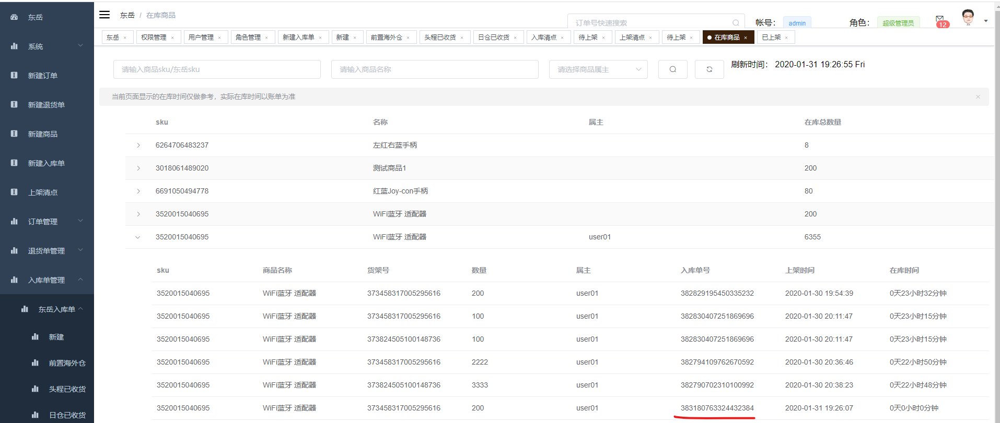 东岳
系统
新建订单
新建退货单
新建商品
新建入库单
上架清点
订单管理
退货单管理
入库单管理
东岳入库单
新建
前置海外仓
头程已收货
日仓已收货
东岳 / 在库商品
订单号快速搜索
帐号： admin
角色： 超级管理员
12
东岳 × 权限管理 × 用户管理 × 角色管理 × 新建入库单 × 新建 × 前置海外仓 × 头程已收货 × 日仓已收货 × 入库清点 × 待上架 × 上架清点 × 待上架 × 在库商品 × 已上架 ×
请输入商品sku/东岳sku 请输入商品名称 请选择商品属主 刷新时间： 2020-01-31 19:26:55 Fri
当前页面显示的在库时间仅做参考，实际在库时间以账单为准 ×
sku 名称 属主 在库总数量
6264706483237 左红右蓝手柄 8
3018061489020 测试商品1 200
6691050494778 红蓝Joy-con手柄 80
3520015040695 WiFi蓝牙 适配器 200
3520015040695 WiFi蓝牙 适配器 user01 6355
sku 商品名称 货架号 数量 属主 入库单号 上架时间 在库时间
3520015040695 WiFi蓝牙 适配器 373458317005295616 200 user01 382829195450335232 2020-01-30 19:54:39 0天23小时32分钟
3520015040695 WiFi蓝牙 适配器 373458317005295616 100 user01 382830407251869696 2020-01-30 20:11:47 0天23小时15分钟
3520015040695 WiFi蓝牙 适配器 373824505100148736 100 user01 382830407251869696 2020-01-30 20:11:47 0天23小时15分钟
3520015040695 WiFi蓝牙 适配器 373458317005295616 2222 user01 382794109762670592 2020-01-30 20:36:46 0天22小时50分钟
3520015040695 WiFi蓝牙 适配器 373824505100148736 3333 user01 382790702310100992 2020-01-30 20:38:23 0天22小时48分钟
3520015040695 WiFi蓝牙 适配器 373458317005295616 200 user01 383180763324432384 2020-01-31 19:26:07 0天0小时0分钟